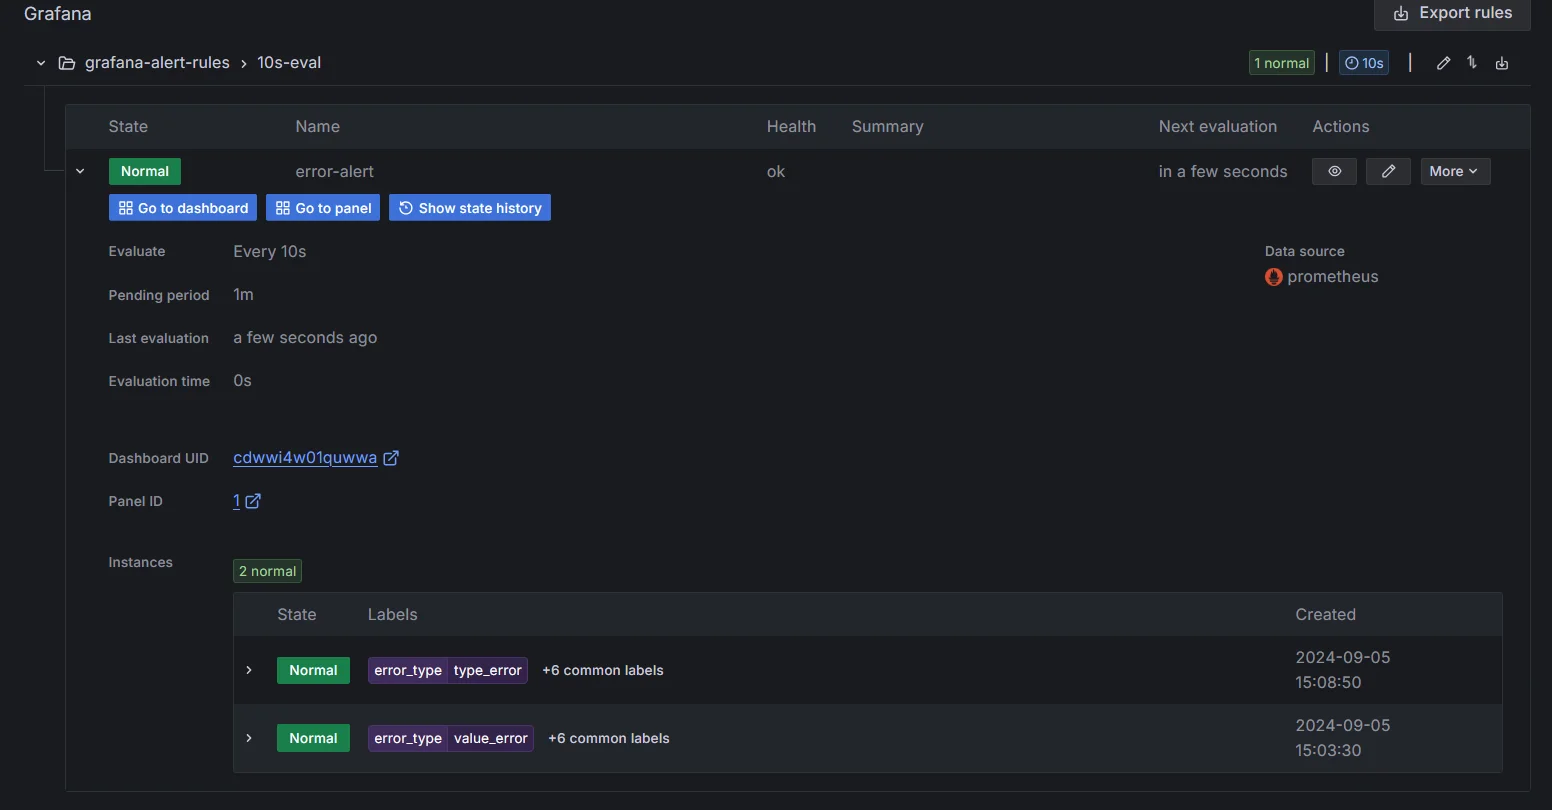 Grafana
Export rules
grafana-alert-rules › 10s-eval
1 normal | 10s |
State Name Health Summary Next evaluation Actions
Normal error-alert ok in a few seconds More
Go to dashboard Go to panel Show state history
Evaluate Every 10s Data source
prometheus
Pending period 1m
Last evaluation a few seconds ago
Evaluation time 0s
Dashboard UID cdwwi4w01quwwa
Panel ID 1
Instances 2 normal
State Labels Created
Normal error_type type_error +6 common labels 2024-09-05
15:08:50
Normal error_type value_error +6 common labels 2024-09-05
15:03:30